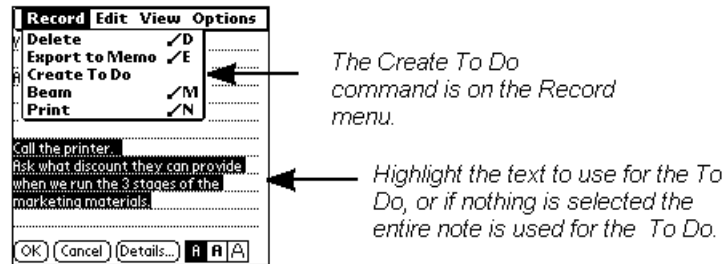 Record Edit View Options
Delete ⁄D
Export to Memo ⁄E
Create To Do
Beam ⁄M
Print ⁄N
The Create To Do
command is on the Record
menu.
Call the printer.
Ask what discount they can provide
when we run the 3 stages of the
marketing materials.
Highlight the text to use for the To
Do, or if nothing is selected the
entire note is used for the To Do.
OK Cancel Details... A A A